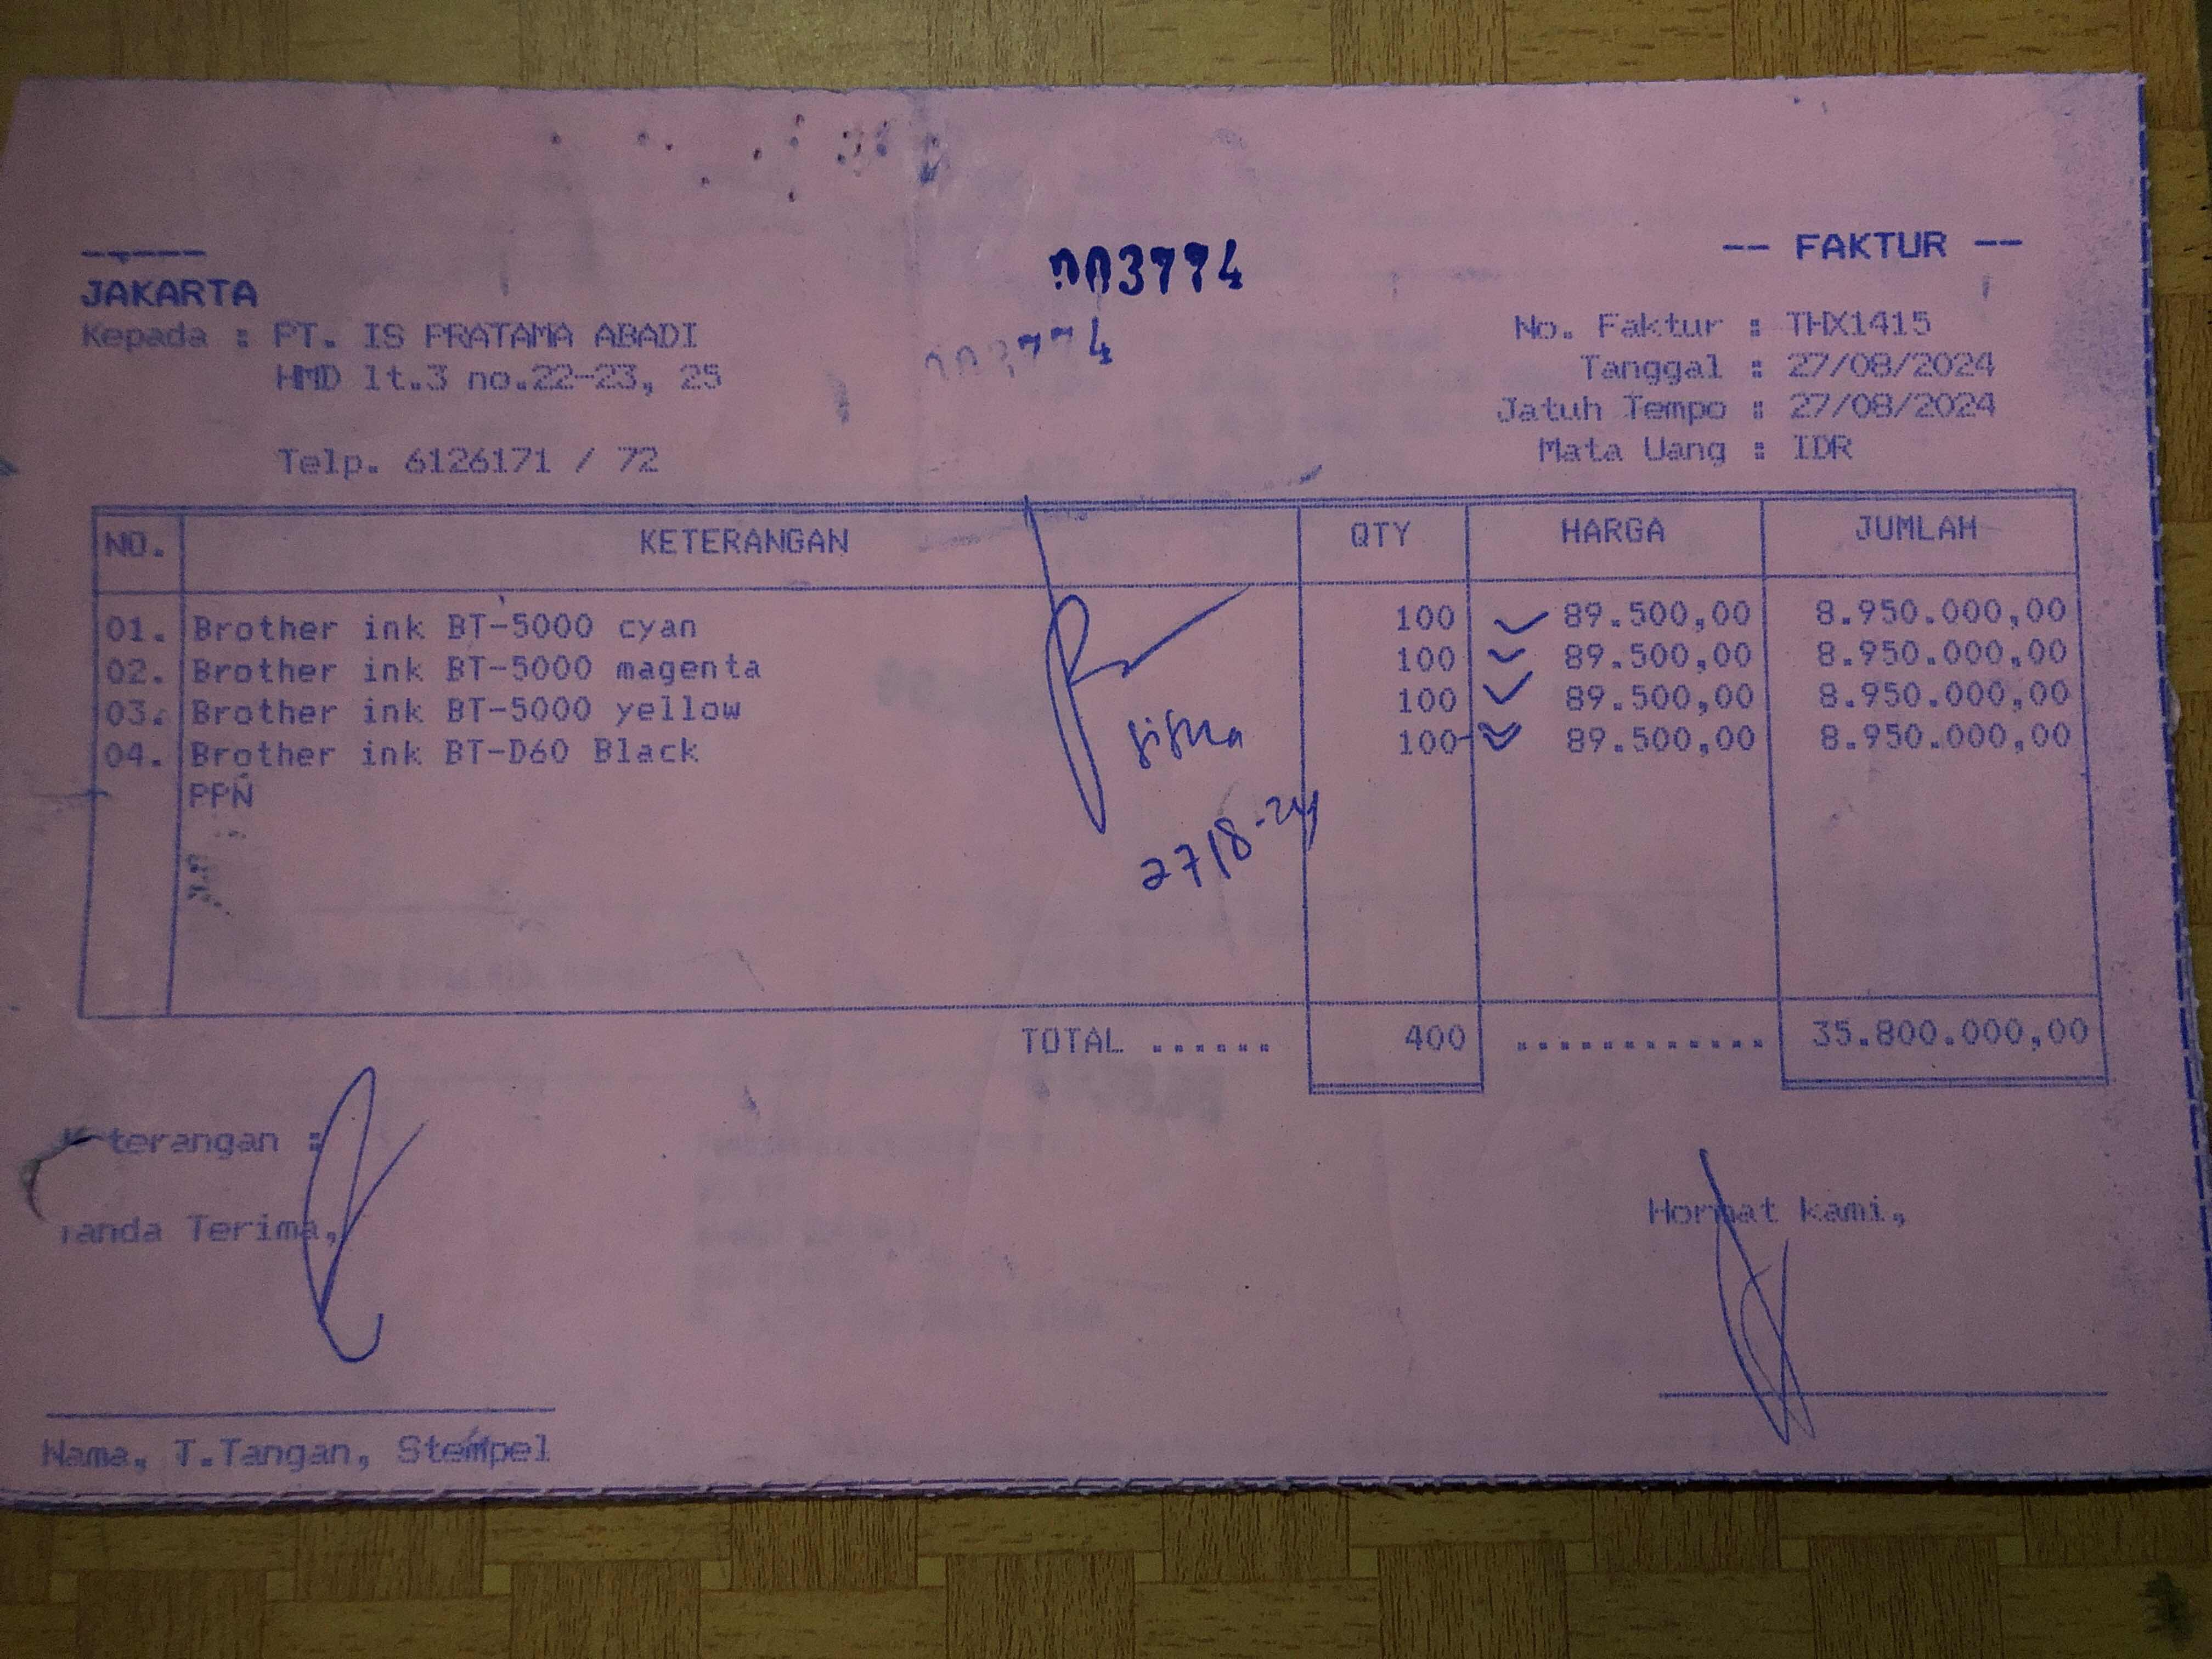 -----
JAKARTA
Kepada : PT. IS PRATAMA ABADI
HMD lt.3 no.22-23, 25
Telp. 6126171 / 72
003774
774
-- FAKTUR --
No. Faktur : THX1415
Tanggal : 27/08/2024
Jatuh Tempo : 27/08/2024
Mata Uang : IDR
NO. KETERANGAN QTY HARGA JUMLAH
01. Brother ink BT-5000 cyan 100 89.500,00 8.950.000,00
02. Brother ink BT-5000 magenta 100 89.500,00 8.950.000,00
03. Brother ink BT-5000 yellow 100 89.500,00 8.950.000,00
04. Brother ink BT-D60 Black 100 89.500,00 8.950.000,00
PPN
Siska
27/8-24
TOTAL ...... 400 ............ 35.800.000,00
Keterangan :
Tanda Terima,
Hormat kami,
Nama, T.Tangan, Stempel